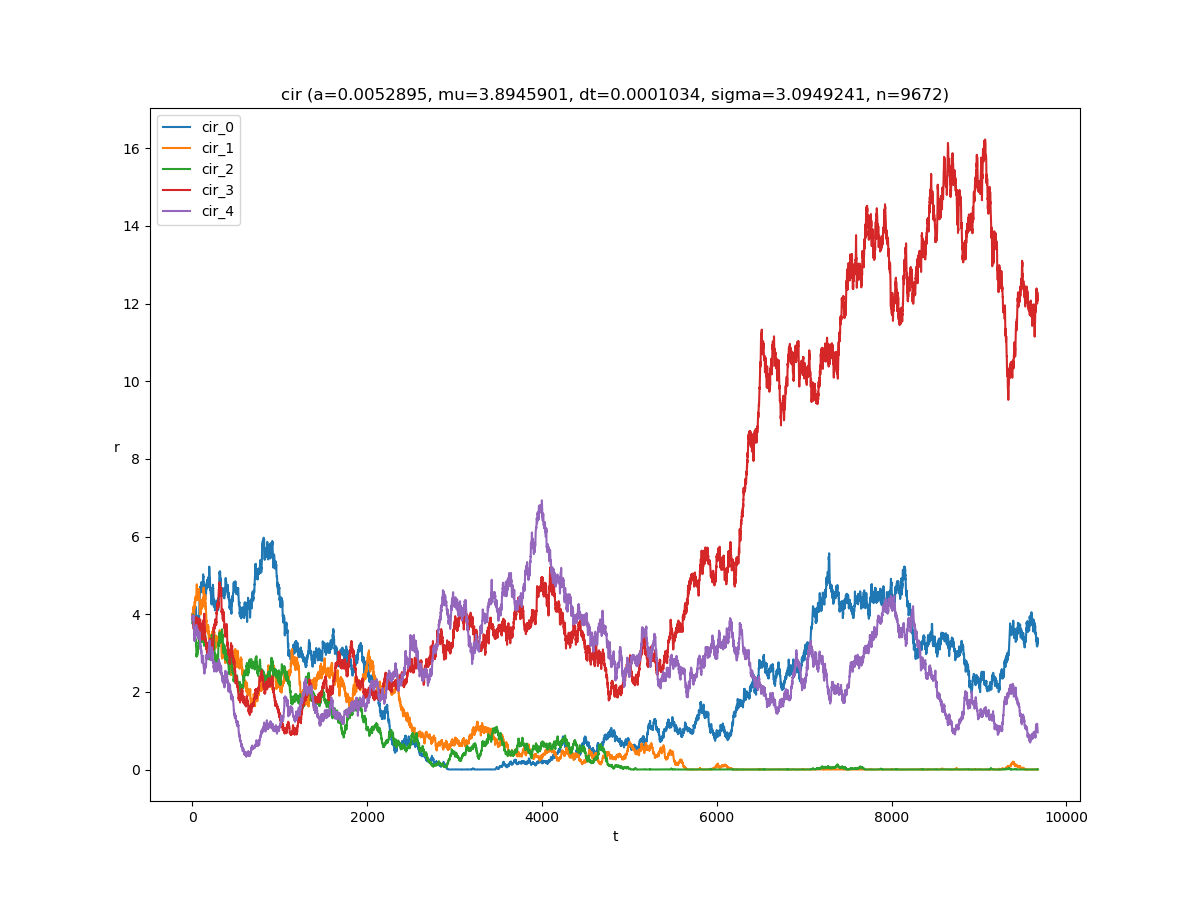 cir (a=0.0052895, mu=3.8945901, dt=0.0001034, sigma=3.0949241, n=9672)
cir_0
cir_1
cir_2
cir_3
cir_4
16
14
12
10
8
6
4
2
0
r
0 2000 4000 6000 8000 10000
t